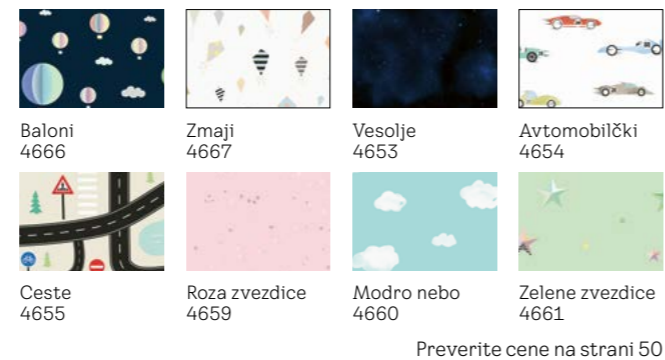 Baloni
4666
Zmaji
4667
Vesolje
4653
Avtomobilčki
4654
Ceste
4655
Roza zvezdice
4659
Modro nebo
4660
Zelene zvezdice
4661
Preverite cene na strani 50